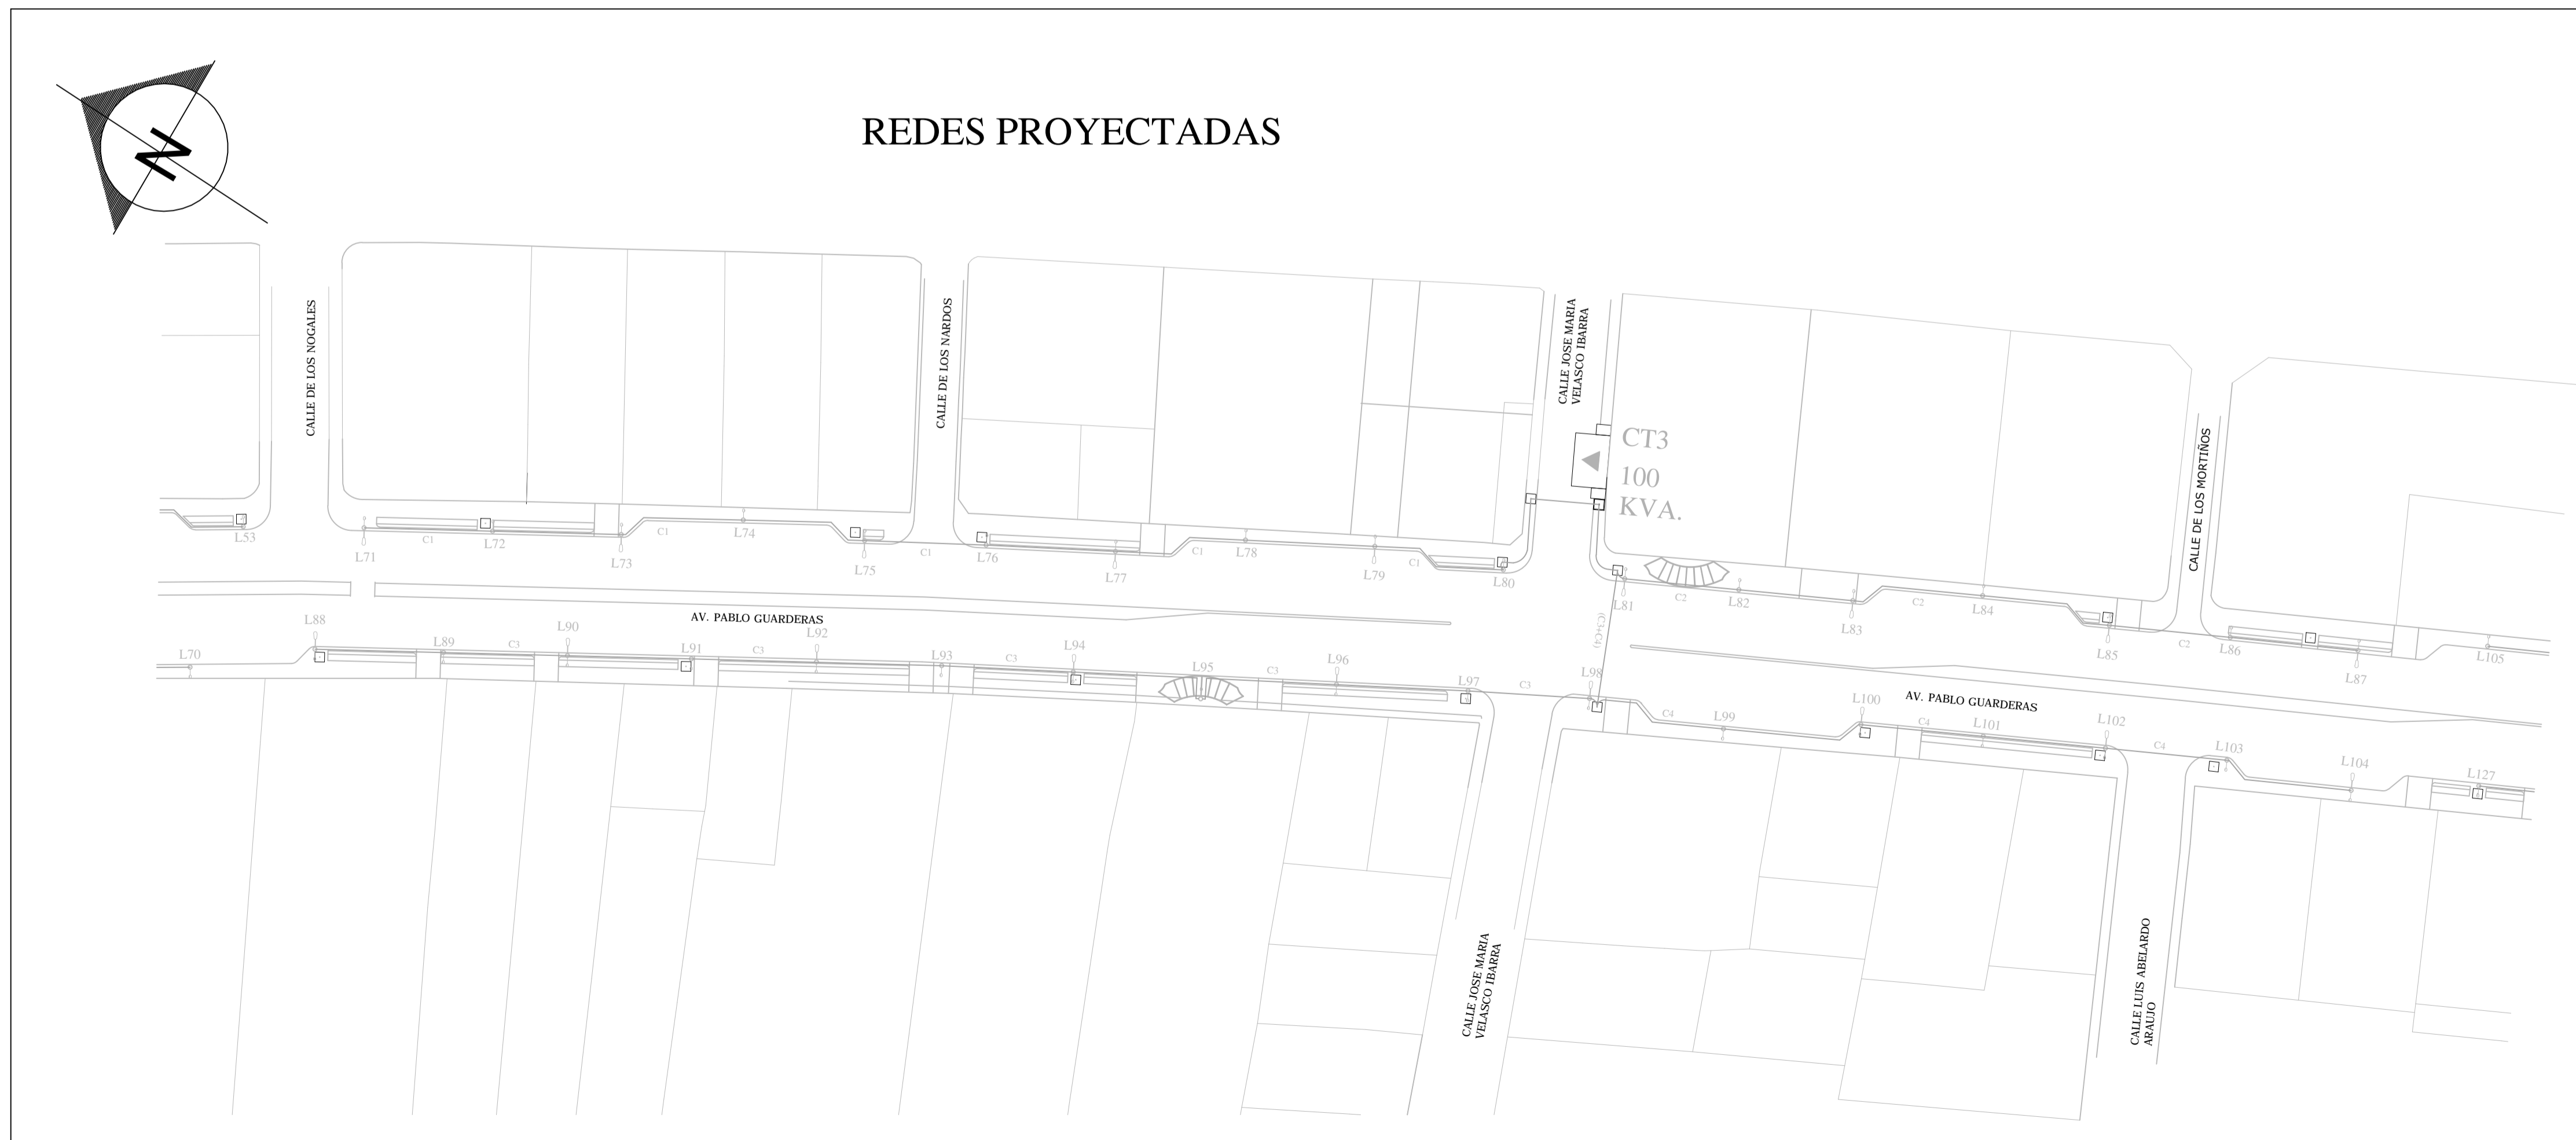 REDES PROYECTADAS
N
CALLE DE LOS NOGALES
CALLE DE LOS NARDOS
CALLE JOSE MARIA
VELASCO IBARRA
CT3
100
KVA.
CALLE DE LOS MORTIÑOS
L53
L71
C1
L72
L73
C1
L74
L75
C1
L76
L77
C1
L78
L79
C1
L80
L81
C2
L82
L83
C2
L84
L85
C2
L86
L87
L105
(C3+C4)
AV. PABLO GUARDERAS
AV. PABLO GUARDERAS
L70
L88
L89
C3
L90
L91
C3
L92
L93
C3
L94
L95
C3
L96
L97
C3
L98
C4
L99
L100
C4
L101
L102
C4
L103
L104
L127
CALLE JOSE MARIA
VELASCO IBARRA
CALLE LUIS ABELARDO
ARAUJO